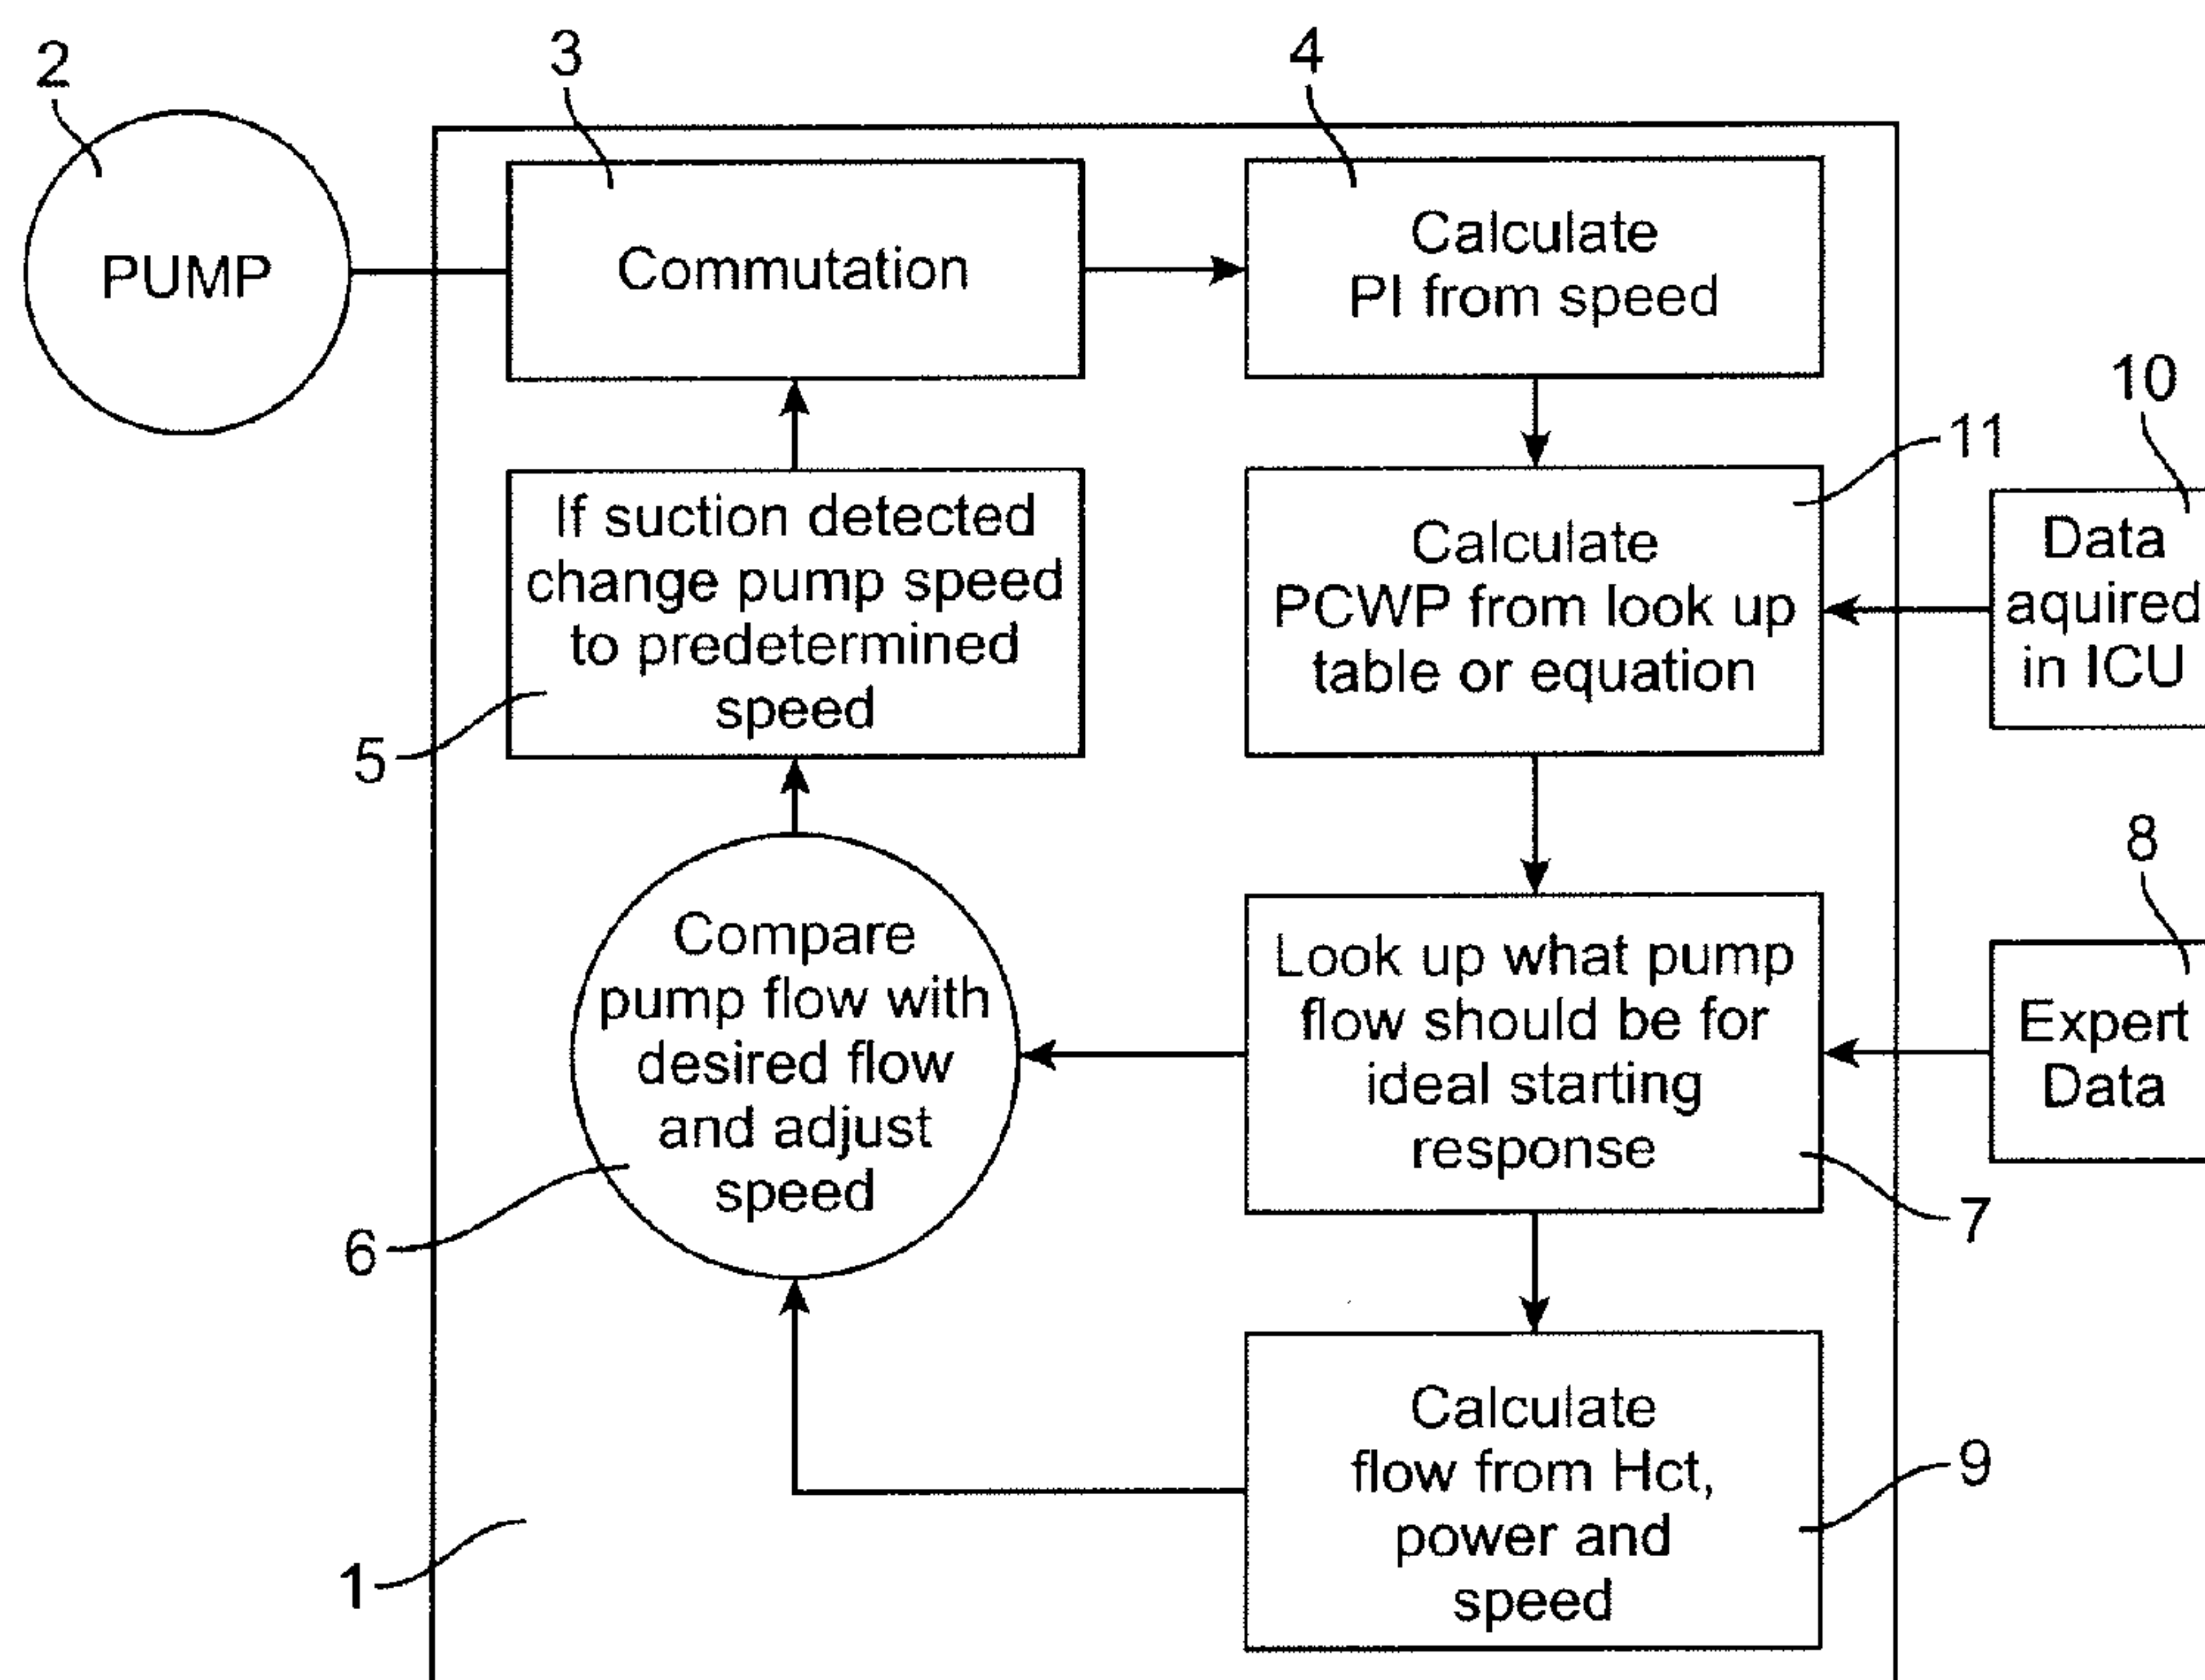 2
3
4
PUMP
Commutation
Calculate
PI from speed
10
11
If suction detected
change pump speed
to predetermined
speed
Calculate
PCWP from look up
table or equation
Data
aquired
in ICU
5
8
Compare
pump flow with
desired flow
and adjust
speed
Look up what pump
flow should be for
ideal starting
response
Expert
Data
6
7
Calculate
flow from Hct,
power and
speed
9
1